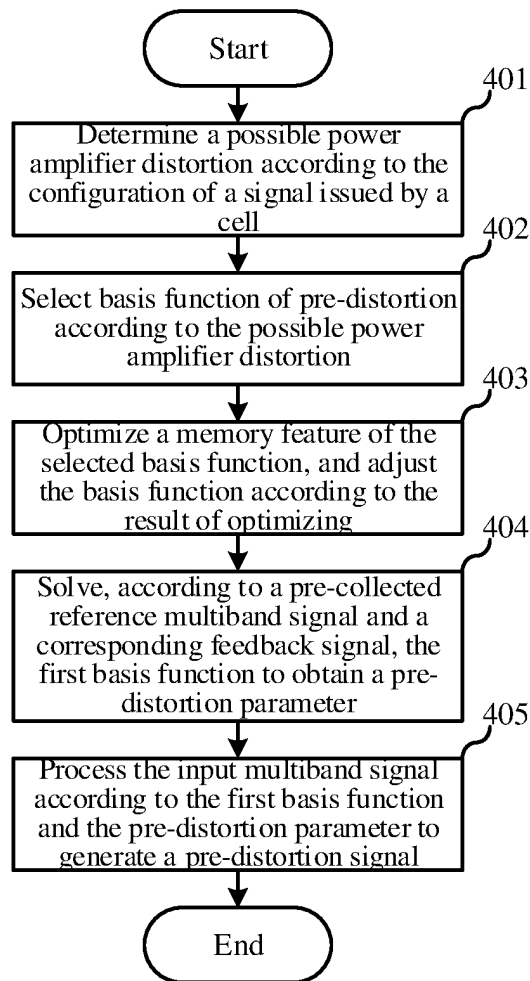 Start
401
Determine a possible power
amplifier distortion according to the
configuration of a signal issued by a
cell
402
Select basis function of pre-distortion
according to the possible power
amplifier distortion
403
Optimize a memory feature of the
selected basis function, and adjust
the basis function according to the
result of optimizing
404
Solve, according to a pre-collected
reference multiband signal and a
corresponding feedback signal, the
first basis function to obtain a pre-
distortion parameter
405
Process the input multiband signal
according to the first basis function
and the pre-distortion parameter to
generate a pre-distortion signal
End